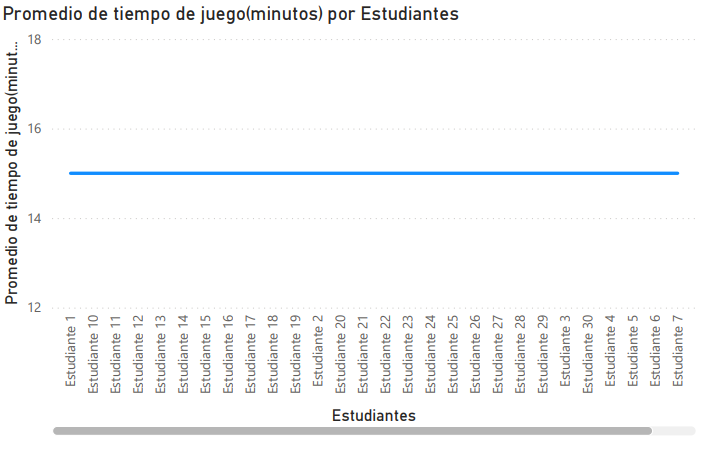 Promedio de tiempo de juego(minutos) por Estudiantes
Promedio de tiempo de juego(minut...
18
16
14
12
Estudiante 1
Estudiante 10
Estudiante 11
Estudiante 12
Estudiante 13
Estudiante 14
Estudiante 15
Estudiante 16
Estudiante 17
Estudiante 18
Estudiante 19
Estudiante 2
Estudiante 20
Estudiante 21
Estudiante 22
Estudiante 23
Estudiante 24
Estudiante 25
Estudiante 26
Estudiante 27
Estudiante 28
Estudiante 29
Estudiante 3
Estudiante 30
Estudiante 4
Estudiante 5
Estudiante 6
Estudiante 7
Estudiantes